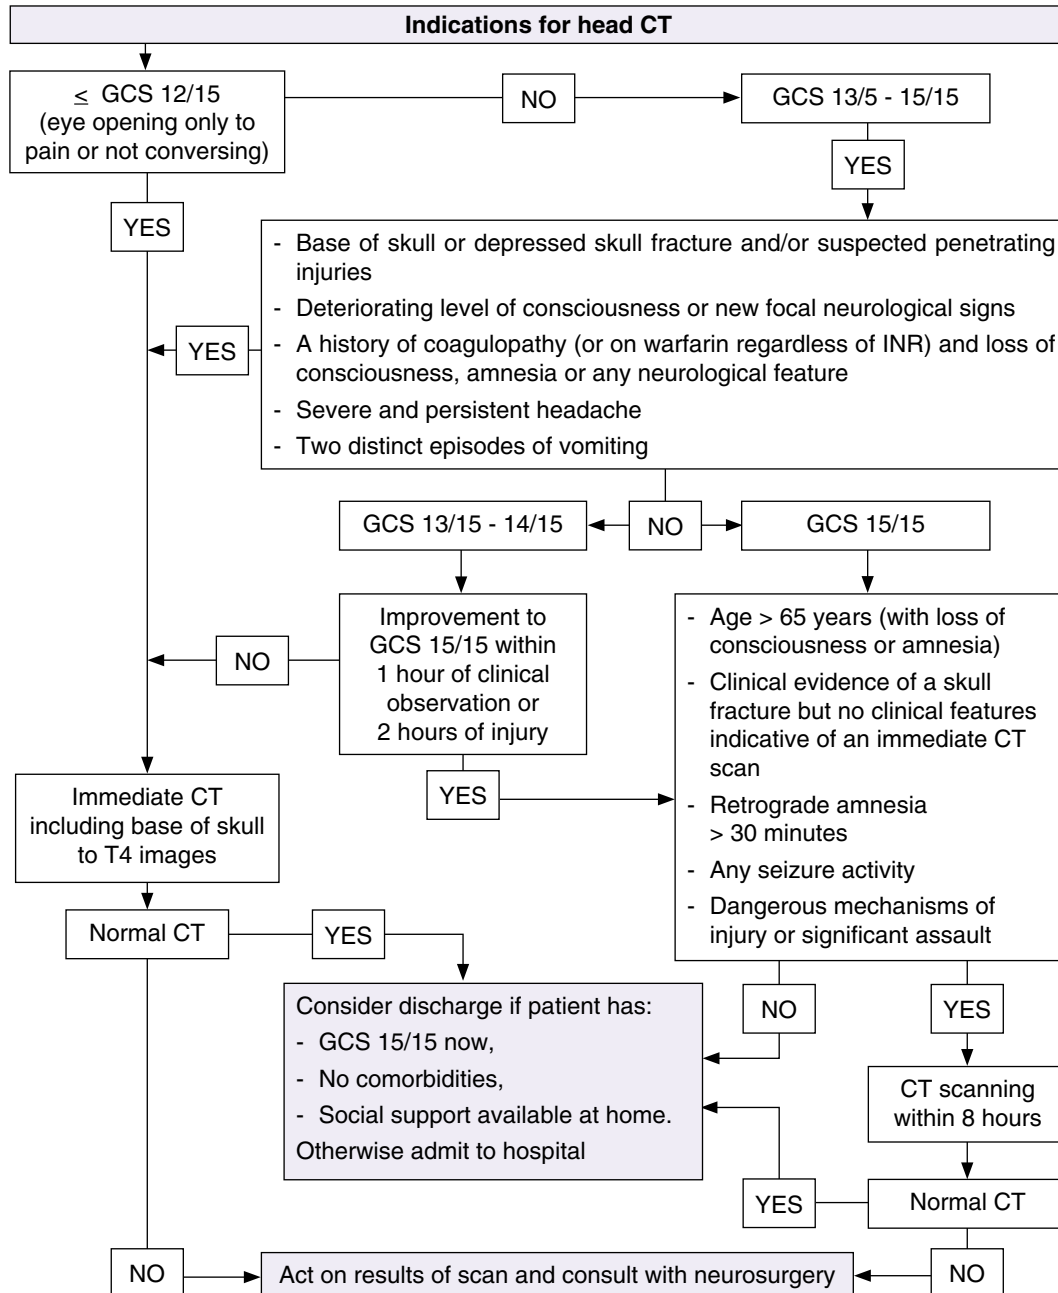 Indications for head CT
≤ GCS 12/15
(eye opening only to
pain or not conversing)
NO
GCS 13/5 - 15/15
YES
YES
- Base of skull or depressed skull fracture and/or suspected penetrating
injuries
- Deteriorating level of consciousness or new focal neurological signs
- A history of coagulopathy (or on warfarin regardless of INR) and loss of
consciousness, amnesia or any neurological feature
- Severe and persistent headache
- Two distinct episodes of vomiting
YES
GCS 13/15 - 14/15
NO
GCS 15/15
Improvement to
GCS 15/15 within
1 hour of clinical
observation or
2 hours of injury
NO
YES
- Age > 65 years (with loss of
consciousness or amnesia)
- Clinical evidence of a skull
fracture but no clinical features
indicative of an immediate CT
scan
- Retrograde amnesia
> 30 minutes
- Any seizure activity
- Dangerous mechanisms of
injury or significant assault
Immediate CT
including base of skull
to T4 images
Normal CT
YES
NO
YES
Consider discharge if patient has:
- GCS 15/15 now,
- No comorbidities,
- Social support available at home.
Otherwise admit to hospital
CT scanning
within 8 hours
YES
Normal CT
NO
Act on results of scan and consult with neurosurgery
NO